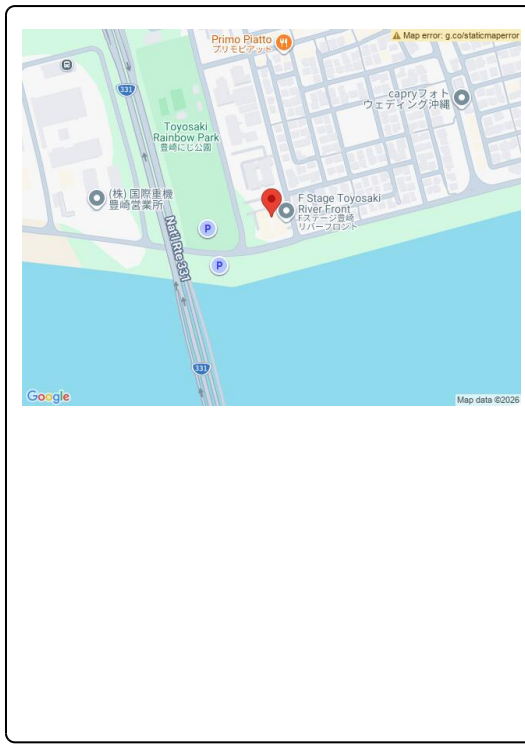 Primo Piatto
プリモピアット
Map error: g.co/staticmaperror
331
capryフォト
ウェディング沖縄
Toyosaki
Rainbow Park
豊崎にじ公園
(株) 国際重機
豊崎営業所
F Stage Toyosaki
River Front
Fステージ豊崎
リバーフロント
P
Nat'l Rte 331
P
331
Google
Map data ©2026